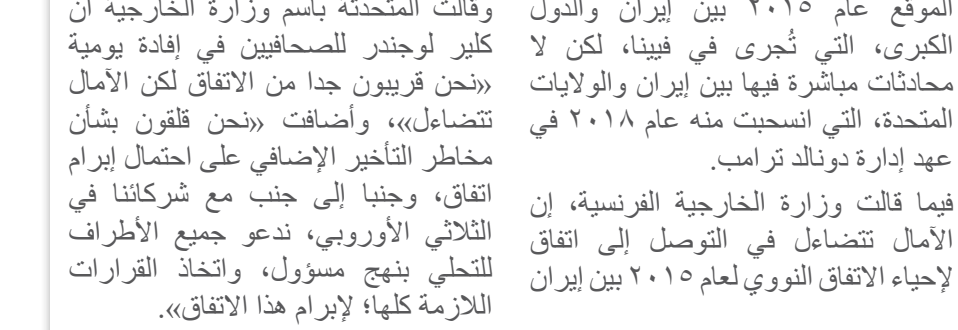 الموقع عام ٢٠١٥ بين إيران والدول
الكبرى، التي تُجرى في فيينا، لكن لا
محادثات مباشرة فيها بين إيران والولايات
المتحدة، التي انسحبت منه عام ٢٠١٨ في
عهد إدارة دونالد ترامب.
فيما قالت وزارة الخارجية الفرنسية، إن
الآمال تتضاءل في التوصل إلى اتفاق
لإحياء الاتفاق النووي لعام ٢٠١٥ بين إيران
وقالت المتحدثة باسم وزارة الخارجية آن
كلير لوجندر للصحافيين في إفادة يومية
«نحن قريبون جدا من الاتفاق لكن الآمال
تتضاءل»، وأضافت «نحن قلقون بشأن
مخاطر التأخير الإضافي على احتمال إبرام
اتفاق، وجنبا إلى جنب مع شركائنا في
الثلاثي الأوروبي، ندعو جميع الأطراف
للتحلي بنهج مسؤول، واتخاذ القرارات
اللازمة كلها؛ لإبرام هذا الاتفاق».